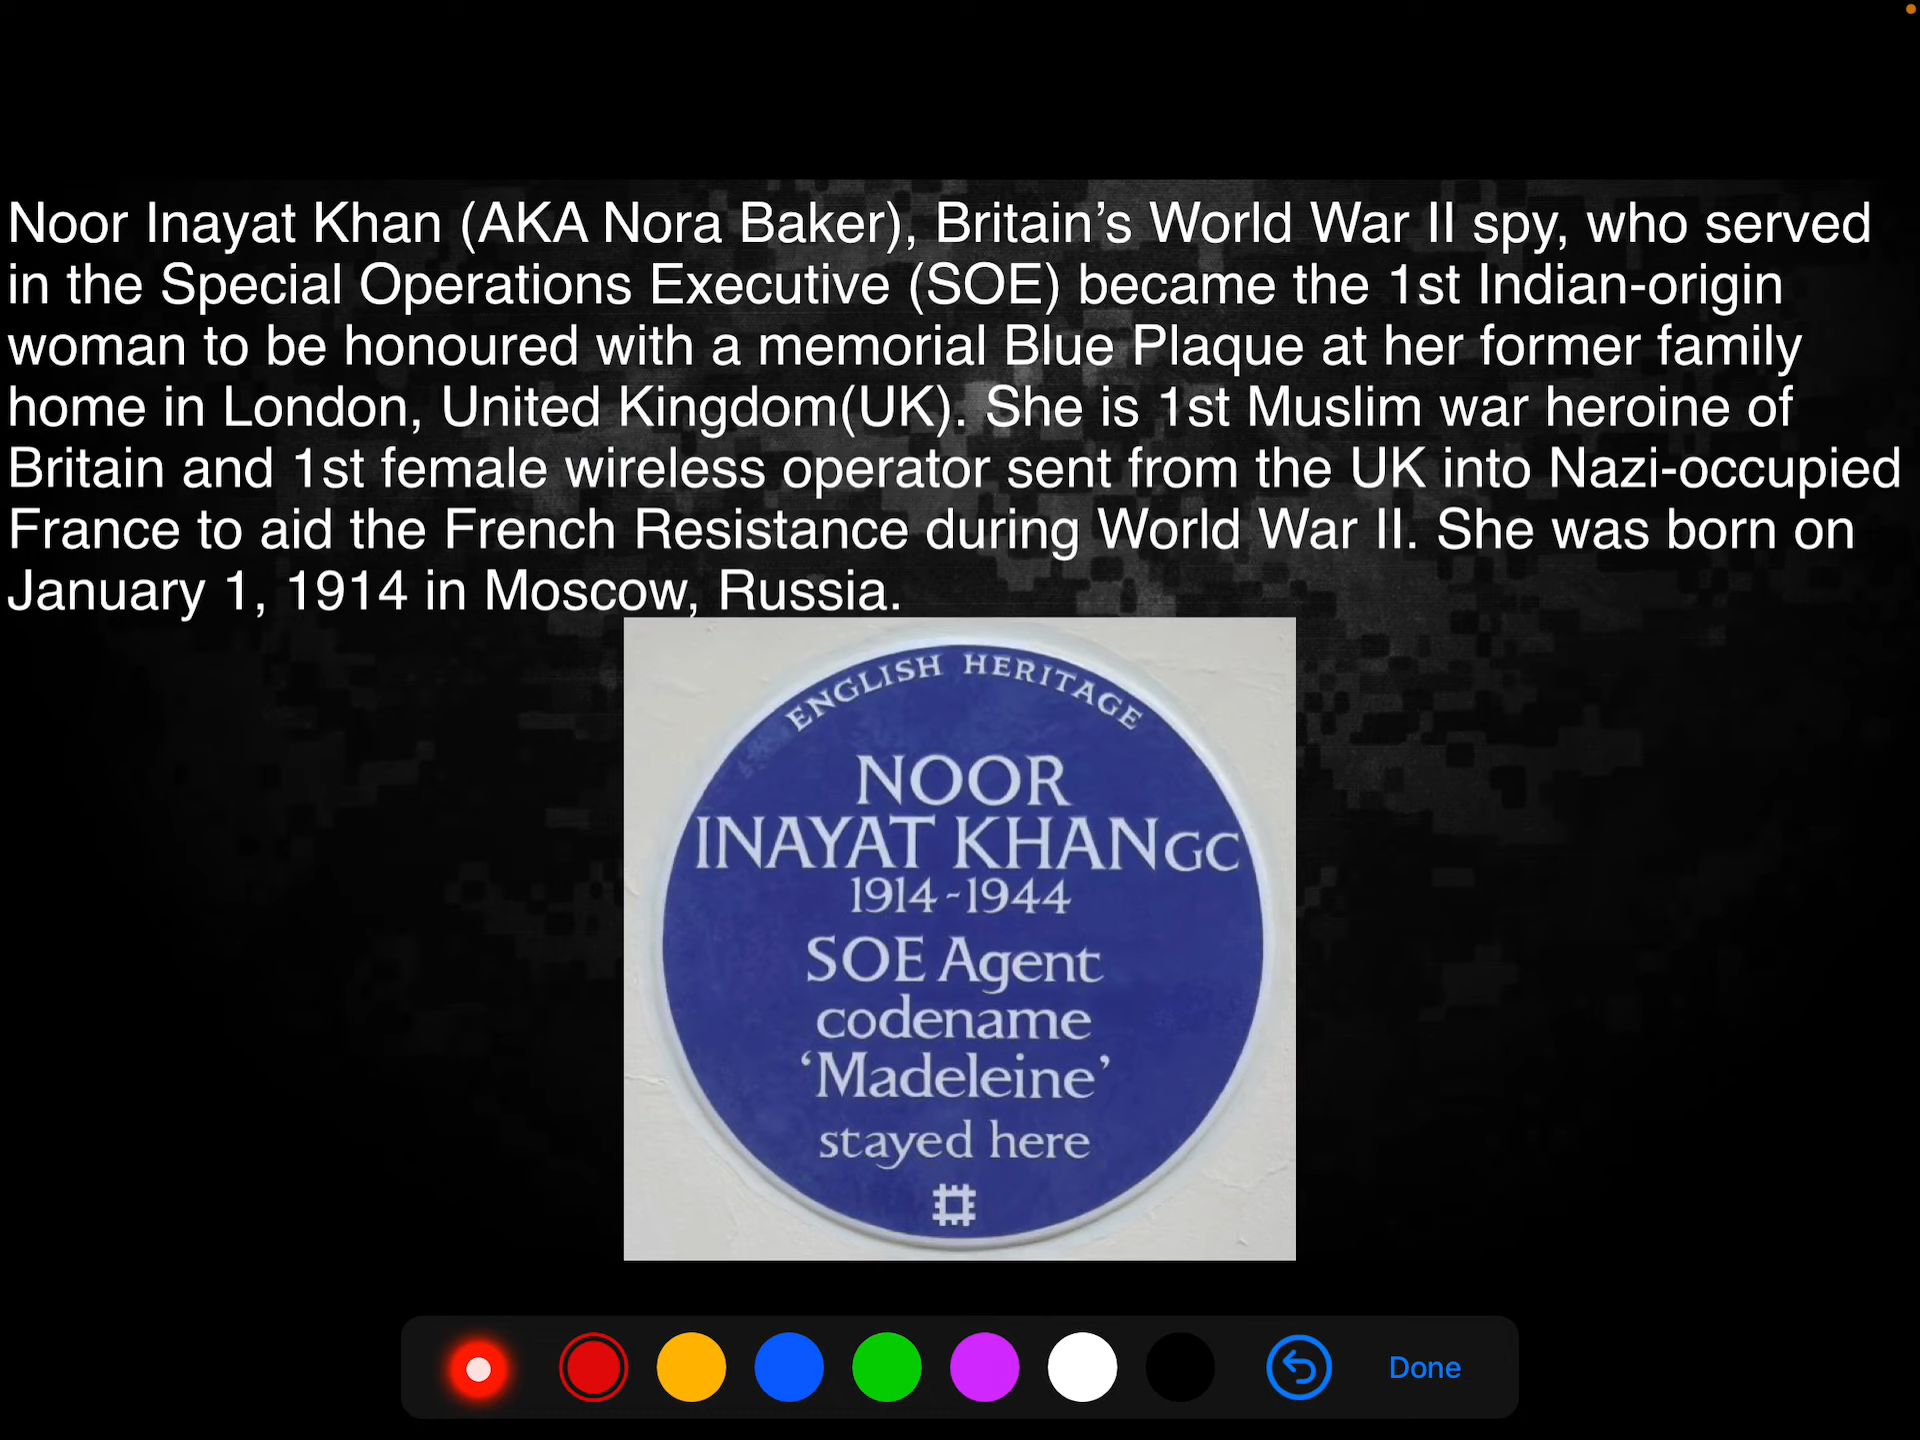 Noor Inayat Khan (AKA Nora Baker), Britain’s World War II spy, who served
in the Special Operations Executive (SOE) became the 1st Indian-origin
woman to be honoured with a memorial Blue Plaque at her former family
home in London, United Kingdom(UK). She is 1st Muslim war heroine of
Britain and 1st female wireless operator sent from the UK into Nazi-occupied
France to aid the French Resistance during World War II. She was born on
January 1, 1914 in Moscow, Russia.
ENGLISH HERITAGE
NOOR
INAYAT KHAN GC
1914-1944
SOE Agent
codename
‘Madeleine’
stayed here
Done